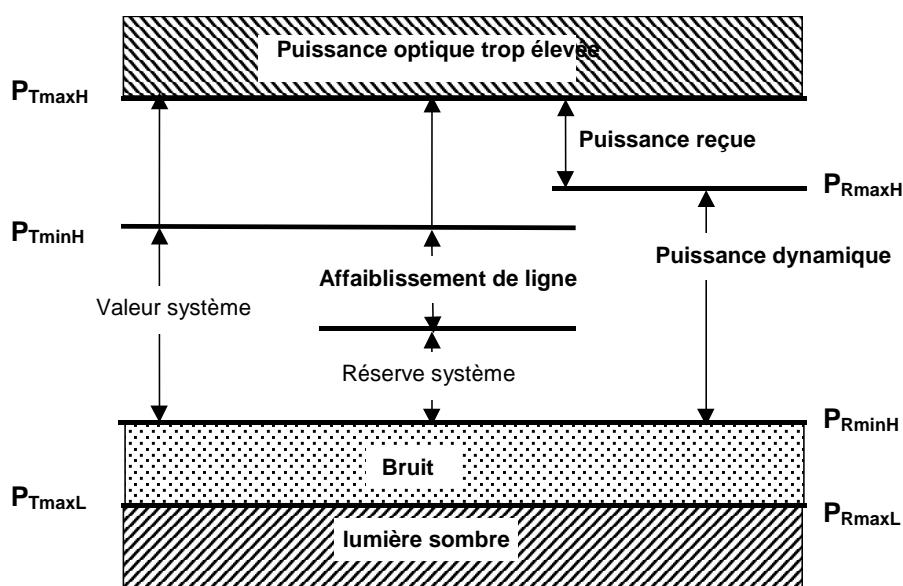 Puissance optique trop élevée
PTmaxH
Puissance reçue
PRmaxH
PTminH
Puissance dynamique
Affaiblissement de ligne
Valeur système
Réserve système
PRminH
Bruit
PTmaxL
PRmaxL
lumière sombre